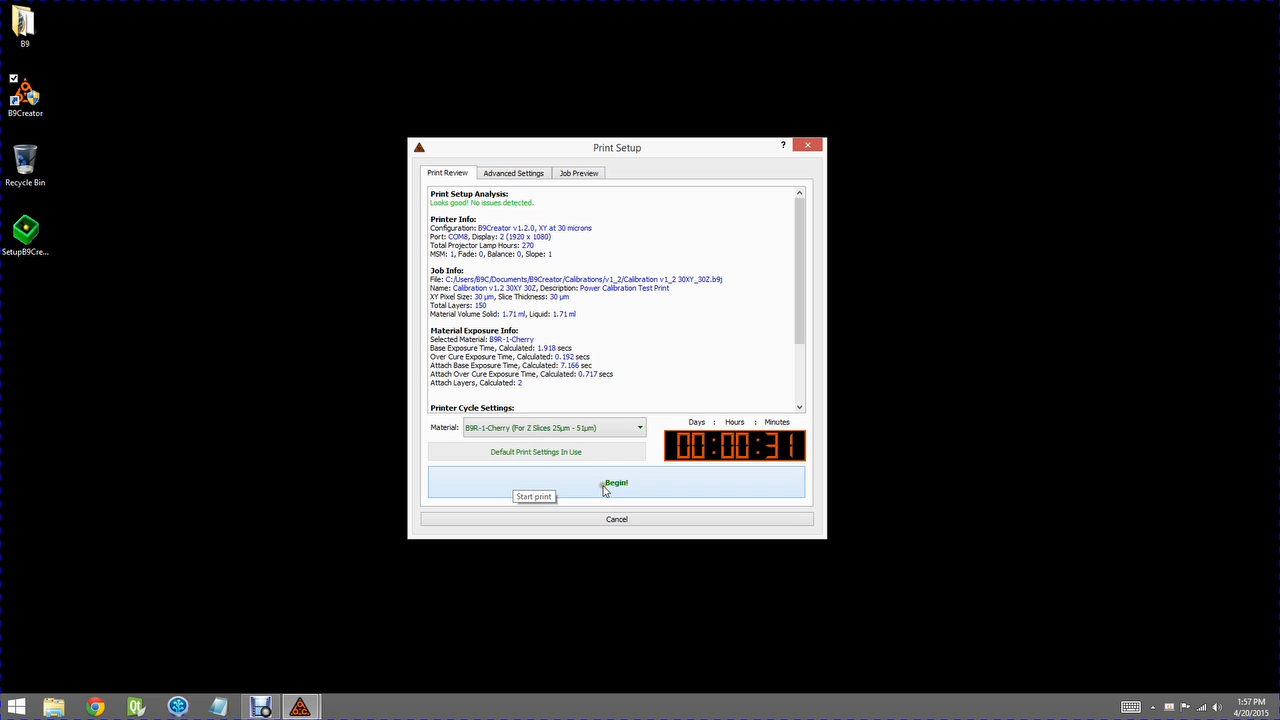 B9
B9Creator
Recycle Bin
SetupB9Cre...
Print Setup
?
Print Review
Advanced Settings
Job Preview
Print Setup Analysis:
Looks good! No issues detected.
Printer Info:
Configuration: B9Creator v1.2.0, XY at 30 microns
Port: COM8, Display: 2 (1920 x 1080)
Total Projector Lamp Hours: 270
MSM: 1, Fade: 0, Balance: 0, Slope: 1
Job Info:
File: C:/Users/B9C/Documents/B9Creator/Calibrations/v1_2/Calibration v1_2 30XY_30Z.b9j
Name: Calibration v1.2 30XY 30Z, Description: Power Calibration Test Print
XY Pixel Size: 30 µm, Slice Thickness: 30 µm
Total Layers: 150
Material Volume Solid: 1.71 ml, Liquid: 1.71 ml
Material Exposure Info:
Selected Material: B9R-1-Cherry
Base Exposure Time, Calculated: 1.918 secs
Over Cure Exposure Time, Calculated: 0.192 secs
Attach Base Exposure Time, Calculated: 7.166 sec
Attach Over Cure Exposure Time, Calculated: 0.717 secs
Attach Layers, Calculated: 2
Printer Cycle Settings:
Material: B9R-1-Cherry (For Z Slices 25µm - 51µm)
Days : Hours : Minutes
00:00:31
Default Print Settings In Use
Begin!
Start print
Cancel
1:57 PM
4/20/2015